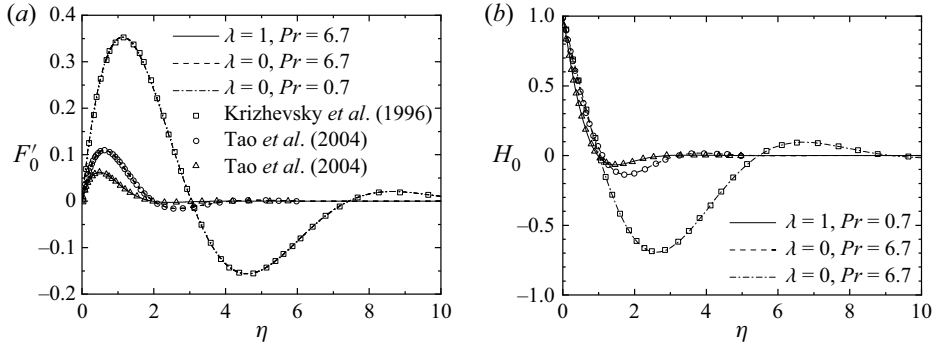 (a)
0.4
0.3
0.2
0.1
0
−0.1
0.2
F′0
0 2 4 6 8 10
η
λ = 1, Pr = 6.7
λ = 0, Pr = 6.7
λ = 0, Pr = 0.7
Krizhevsky et al. (1996)
Tao et al. (2004)
Tao et al. (2004)
(b)
1.0
0.5
0
−0.5
−1.0
H0
0 2 4 6 8 10
η
λ = 1, Pr = 0.7
λ = 0, Pr = 6.7
λ = 0, Pr = 6.7